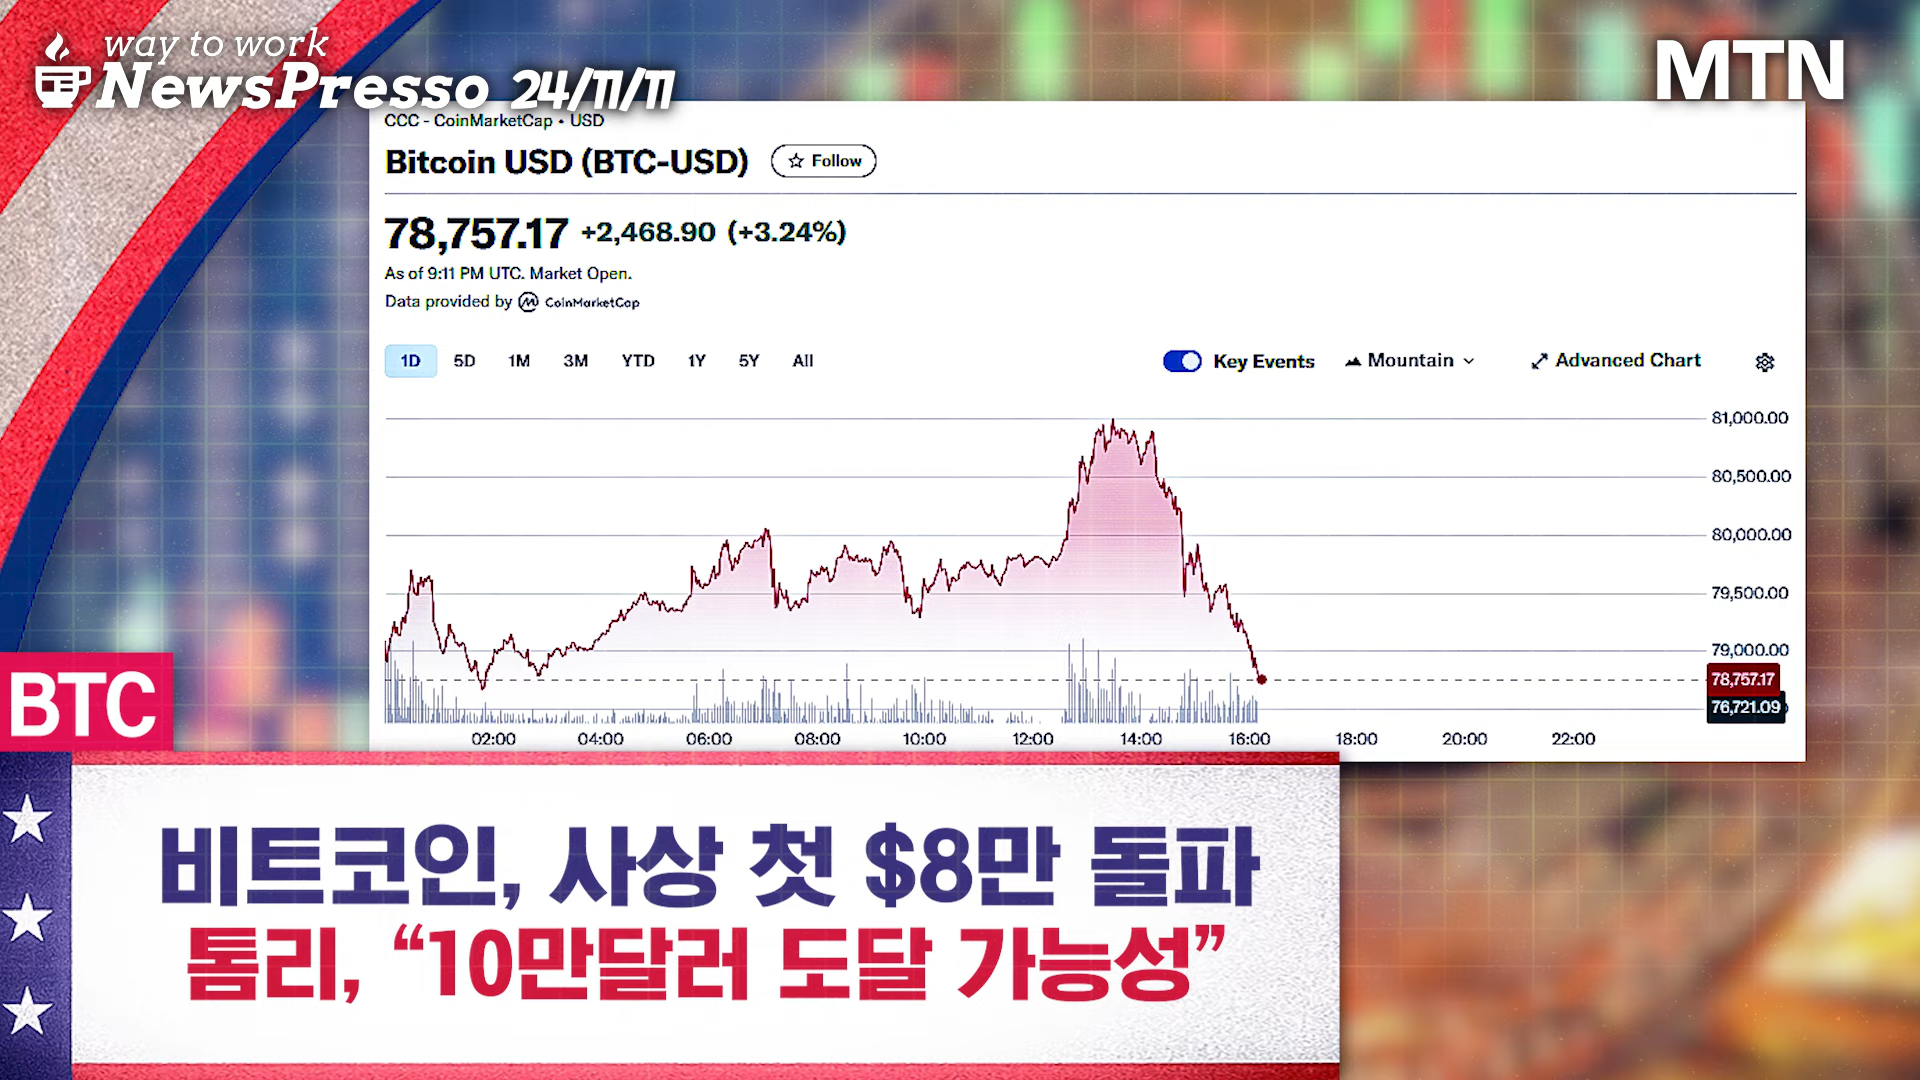 way to work
NewsPresso 24/11/11
MTN
CCC - CoinMarketCap • USD
Bitcoin USD (BTC-USD)
Follow
78,757.17 +2,468.90 (+3.24%)
As of 9:11 PM UTC. Market Open.
Data provided by CoinMarketCap
1D 5D 1M 3M YTD 1Y 5Y All
Key Events Mountain Advanced Chart
81,000.00
80,500.00
80,000.00
79,500.00
79,000.00
78,757.17
76,721.09
02:00 04:00 06:00 08:00 10:00 12:00 14:00 16:00 18:00 20:00 22:00
BTC
비트코인, 사상 첫 $8만 돌파
톰리, “10만달러 도달 가능성”